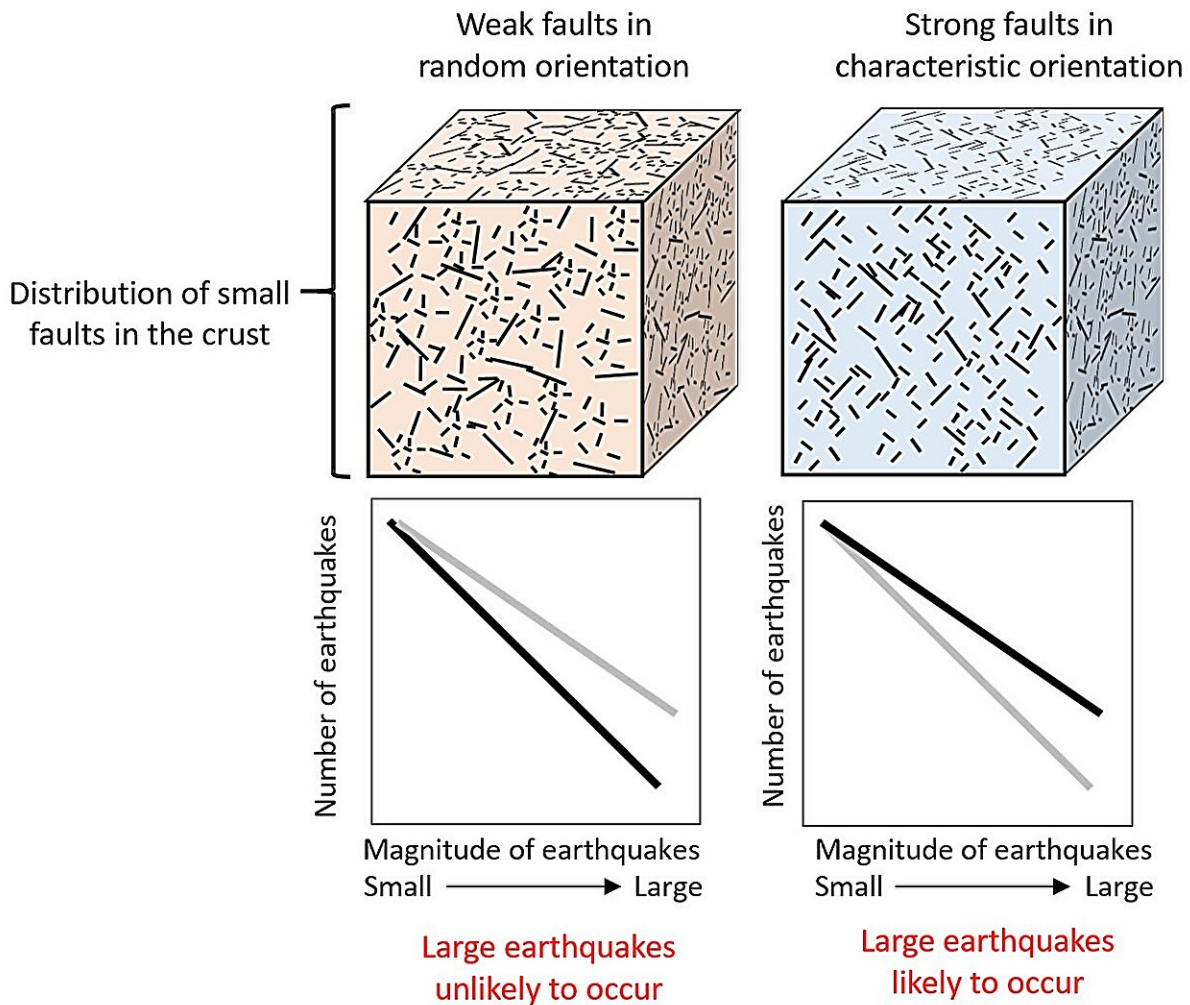 Weak faults in
random orientation
Strong faults in
characteristic orientation
Distribution of small
faults in the crust
Number of earthquakes
Magnitude of earthquakes
Small
Large
Large earthquakes
unlikely to occur
Number of earthquakes
Magnitude of earthquakes
Small
Large
Large earthquakes
likely to occur